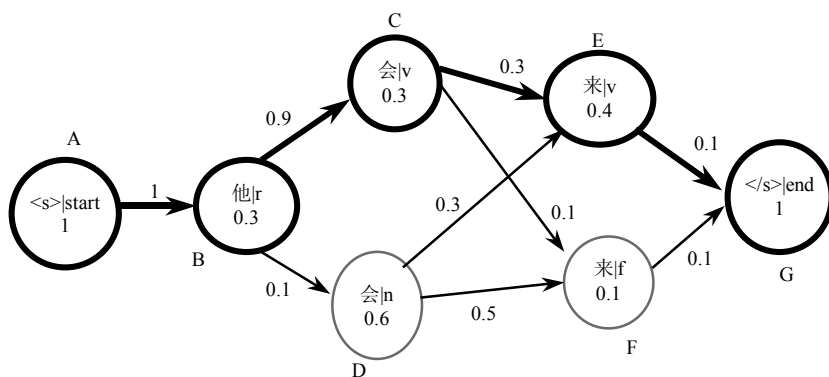 A
<s>|start
1
1
B
他|r
0.3
0.9
0.1
C
会|v
0.3
D
会|n
0.6
0.3
0.1
0.3
0.5
E
来|v
0.4
F
来|f
0.1
0.1
0.1
</s>|end
1
G